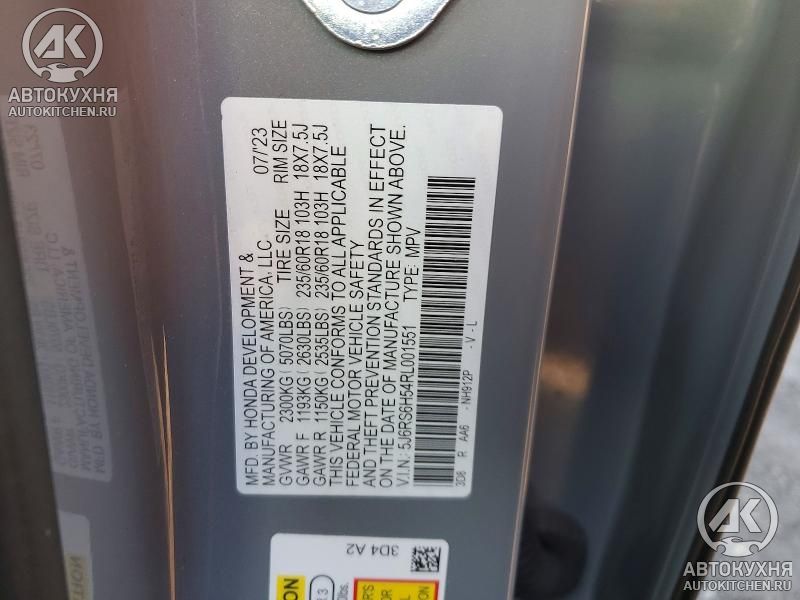 AK
АВТОКУХНЯ
AUTOKITCHEN.RU
MFD. BY HONDA DEVELOPMENT & 07/'23
MANUFACTURING OF AMERICA, LLC.
GVWR 2300KG ( 5070LBS) TIRE SIZE RIM SIZE
GAWR F 1193KG ( 2630LBS) 235/60R18 103H 18X7.5J
GAWR R 1150KG ( 2535LBS) 235/60R18 103H 18X7.5J
THIS VEHICLE CONFORMS TO ALL APPLICABLE
FEDERAL MOTOR VEHICLE SAFETY
AND THEFT PREVENTION STANDARDS IN EFFECT
ON THE DATE OF MANUFACTURE SHOWN ABOVE.
V.I.N.: 5J6RS6H54RL001551 TYPE: MPV
3D8 R AA6 -NH912P -V-L
3D4 A2
AK
АВТОКУХНЯ
AUTOKITCHEN.RU